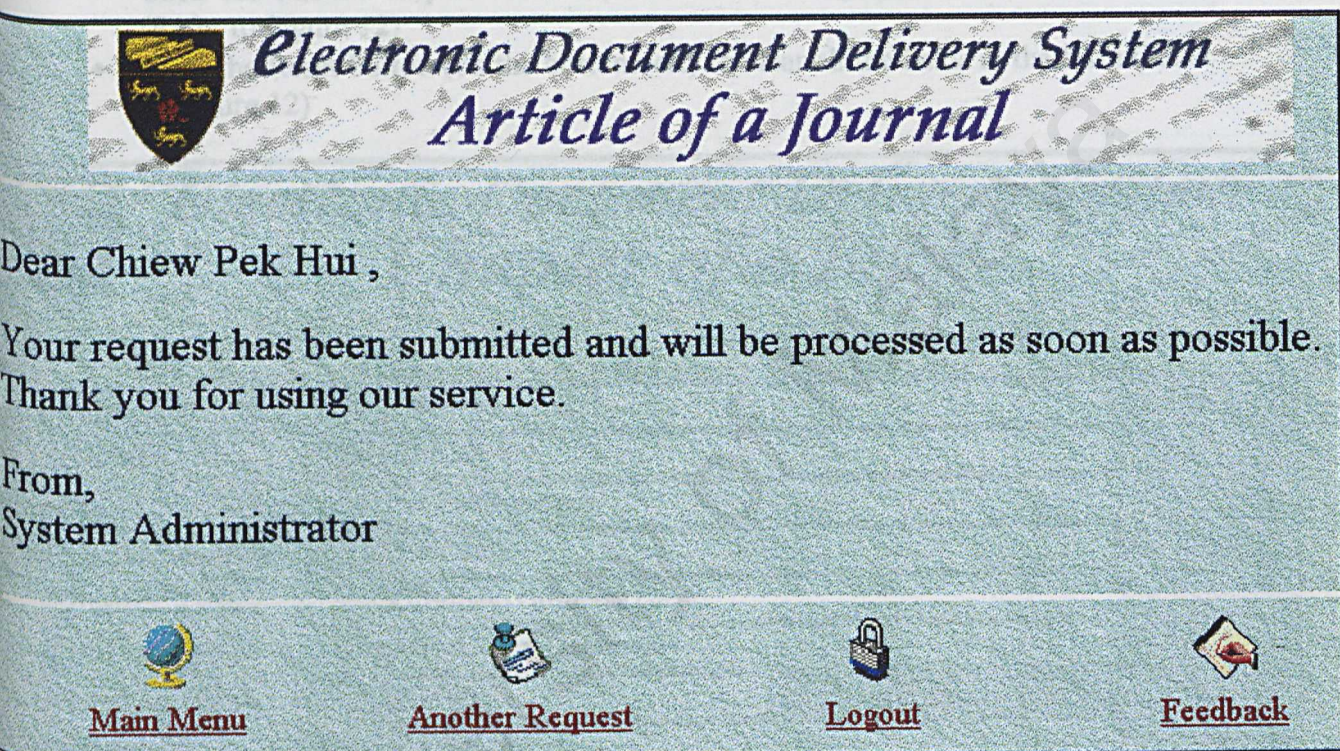 Electronic Document Delivery System
Article of a Journal
Dear Chiew Pek Hui ,
Your request has been submitted and will be processed as soon as possible.
Thank you for using our service.
From,
System Administrator
Main Menu
Another Request
Logout
Feedback